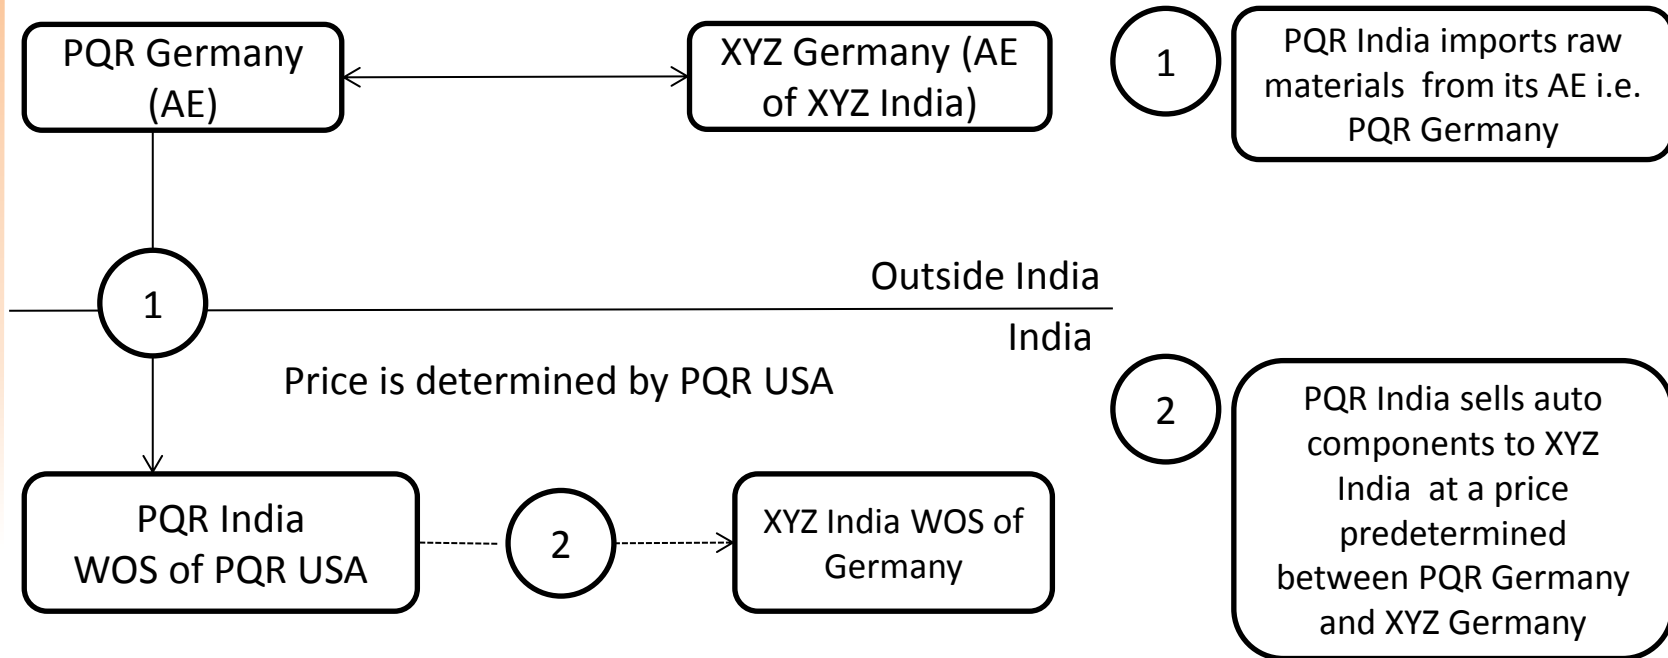 PQR Germany
(AE)
XYZ Germany (AE
of XYZ India)
1
PQR India imports raw
materials from its AE i.e.
PQR Germany
1
Outside India
India
Price is determined by PQR USA
2
PQR India sells auto
components to XYZ
India at a price
predetermined
between PQR Germany
and XYZ Germany
PQR India
WOS of PQR USA
2
XYZ India WOS of
Germany